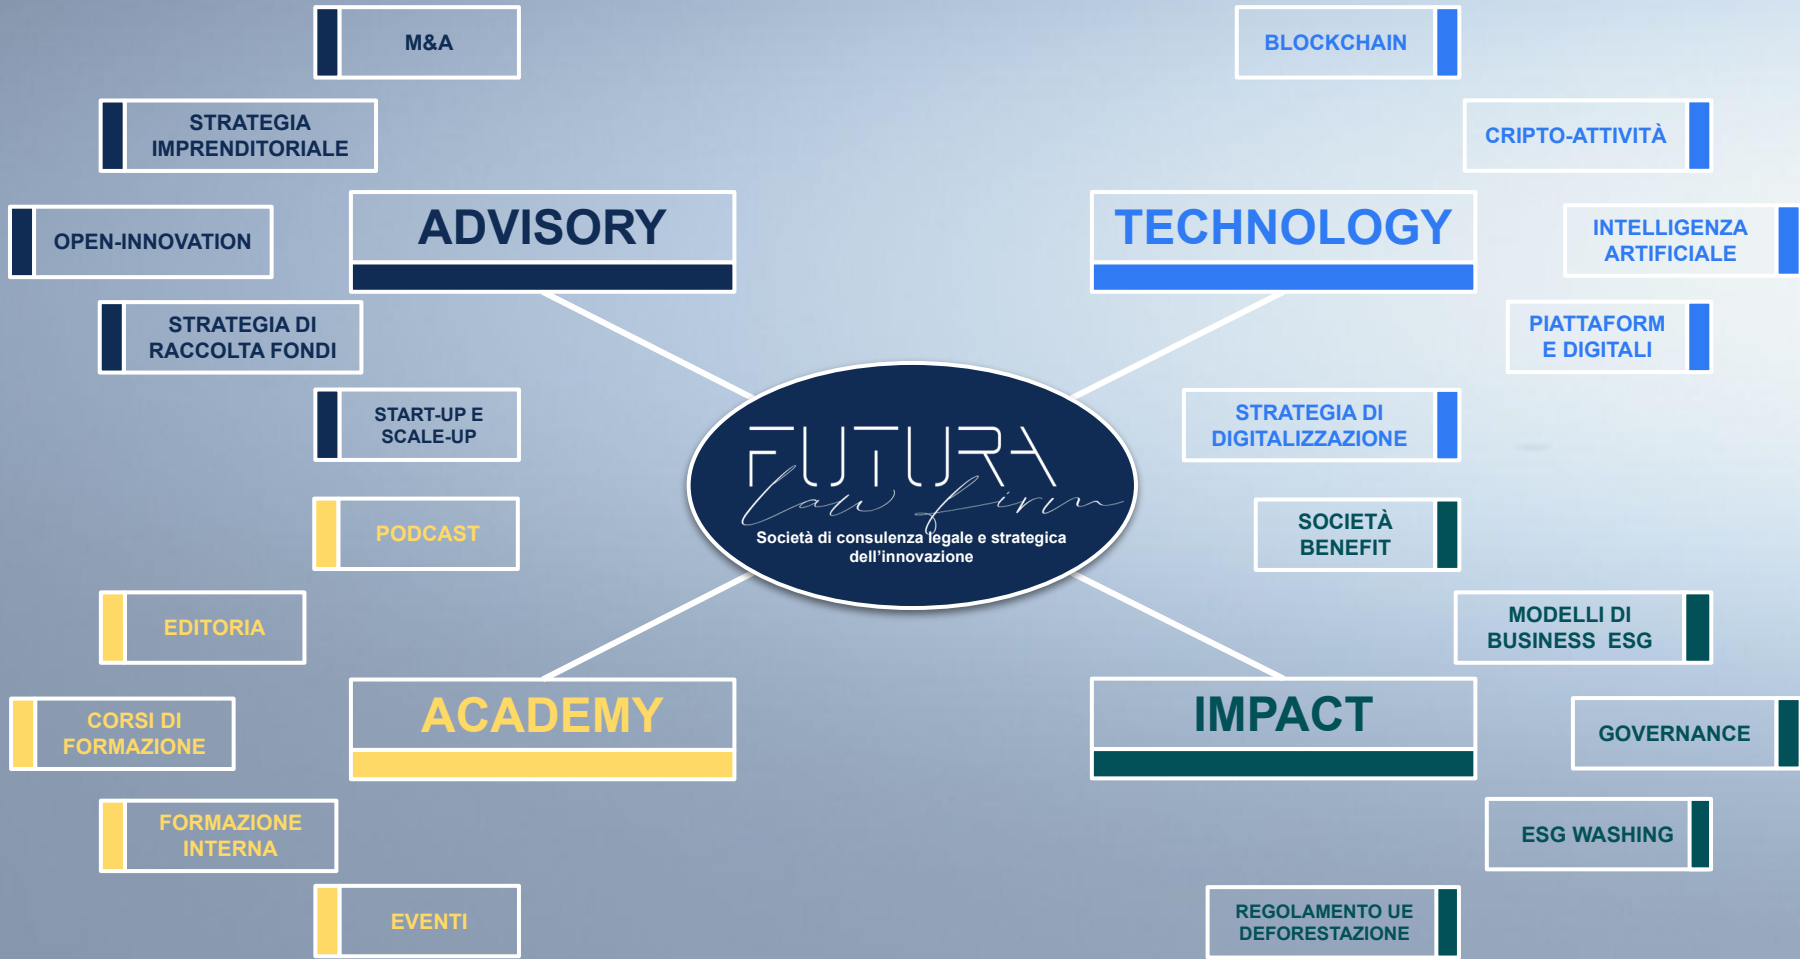 M&A
STRATEGIA
IMPRENDITORIALE
OPEN-INNOVATION
STRATEGIA DI
RACCOLTA FONDI
START-UP E
SCALE-UP
ADVISORY
BLOCKCHAIN
CRIPTO-ATTIVITÀ
INTELLIGENZA
ARTIFICIALE
PIATTAFORM
E DIGITALI
STRATEGIA DI
DIGITALIZZAZIONE
TECHNOLOGY
FUTURA
law firm
Società di consulenza legale e strategica
dell'innovazione
PODCAST
EDITORIA
CORSI DI
FORMAZIONE
FORMAZIONE
INTERNA
EVENTI
ACADEMY
SOCIETÀ
BENEFIT
MODELLI DI
BUSINESS ESG
GOVERNANCE
ESG WASHING
REGOLAMENTO UE
DEFORESTAZIONE
IMPACT